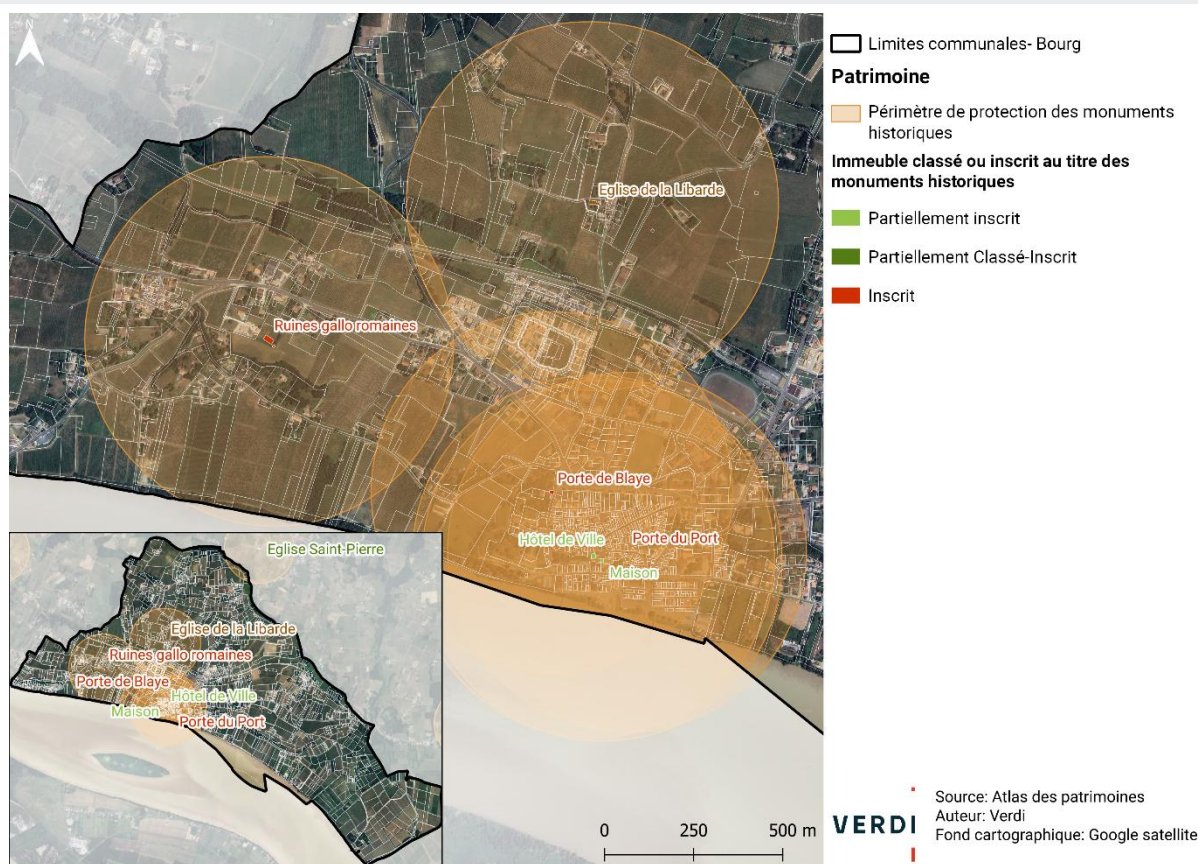 Limites communales- Bourg
Patrimoine
Périmètre de protection des monuments
historiques
Immeuble classé ou inscrit au titre des
monuments historiques
Partiellement inscrit
Partiellement Classé-Inscrit
Inscrit
Eglise de la Libarde
Ruines gallo romaines
Porte de Blaye
Hôtel de Ville
Porte du Port
Maison
Eglise Saint-Pierre
Eglise de la Libarde
Ruines gallo romaines
Porte de Blaye
Hôtel de Ville
Maison
Porte du Port
0 250 500 m
VERDI
Source: Atlas des patrimoines
Auteur: Verdi
Fond cartographique: Google satellite